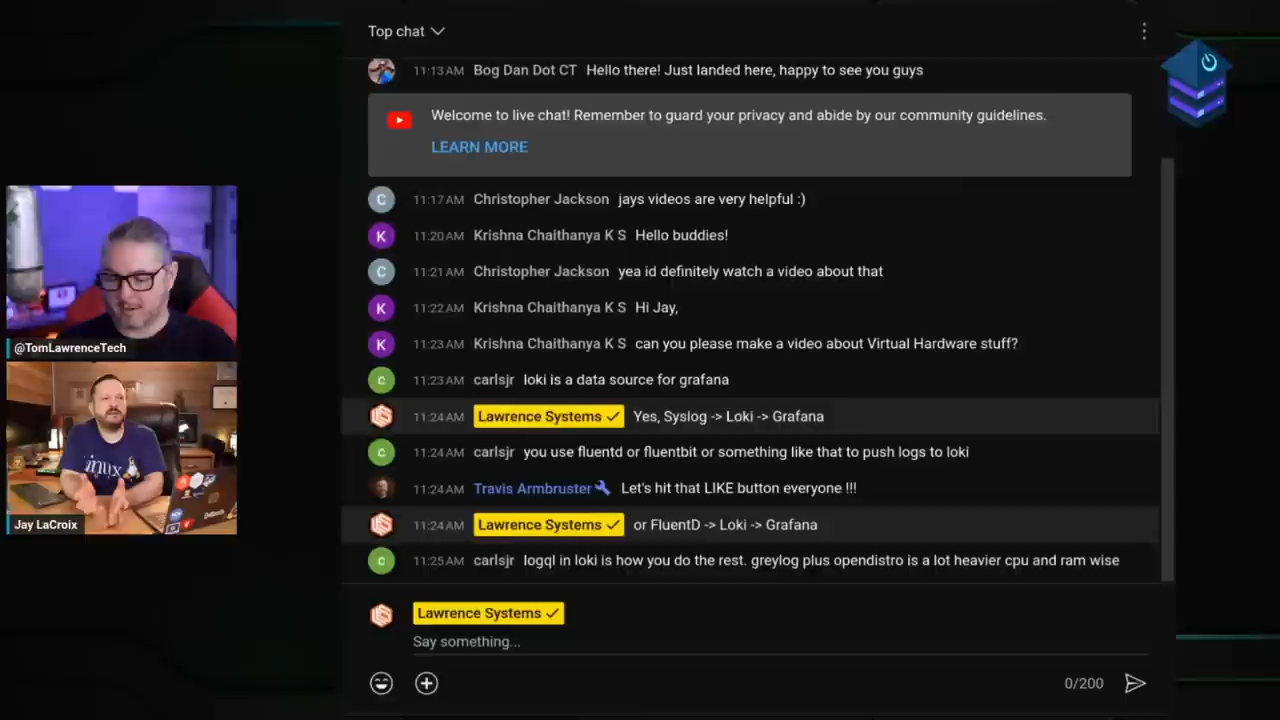 Top chat
11:13 AM Bog Dan Dot CT Hello there! Just landed here, happy to see you guys
Welcome to live chat! Remember to guard your privacy and abide by our community guidelines.
LEARN MORE
C 11:17 AM Christopher Jackson jays videos are very helpful :)
K 11:20 AM Krishna Chaithanya K S Hello buddies!
C 11:21 AM Christopher Jackson yea id definitely watch a video about that
K 11:22 AM Krishna Chaithanya K S Hi Jay,
K 11:23 AM Krishna Chaithanya K S can you please make a video about Virtual Hardware stuff?
c 11:23 AM carlsjr loki is a data source for grafana
11:24 AM Lawrence Systems Yes, Syslog -> Loki -> Grafana
c 11:24 AM carlsjr you use fluentd or fluentbit or something like that to push logs to loki
11:24 AM Travis Armbruster Let's hit that LIKE button everyone !!!
11:24 AM Lawrence Systems or FluentD -> Loki -> Grafana
c 11:25 AM carlsjr logql in loki is how you do the rest. greylog plus opendistro is a lot heavier cpu and ram wise
Lawrence Systems
Say something...
0/200
@TomLawrenceTech
Linux
Jay LaCroix